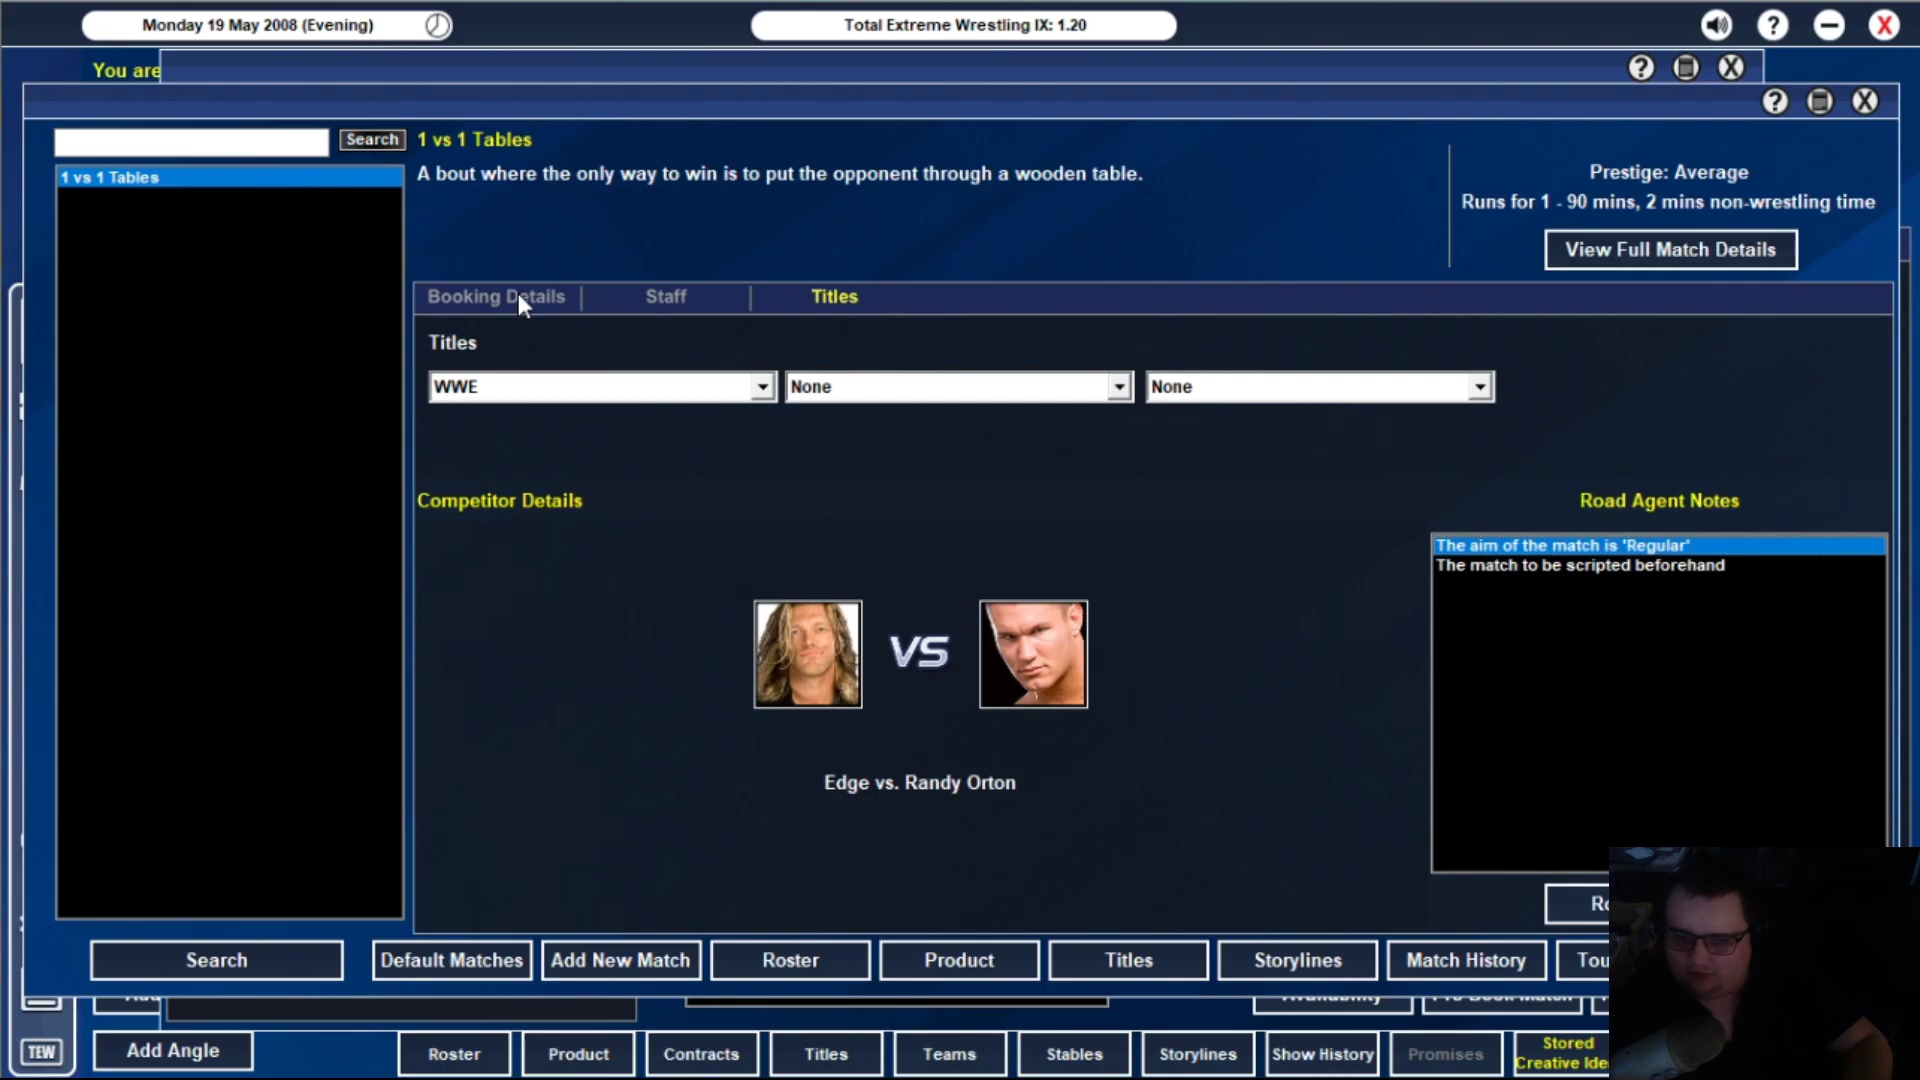 Monday 19 May 2008 (Evening)
Total Extreme Wrestling IX: 1.20
You are
Search
1 vs 1 Tables
1 vs 1 Tables
A bout where the only way to win is to put the opponent through a wooden table.
Prestige: Average
Runs for 1 - 90 mins, 2 mins non-wrestling time
View Full Match Details
Booking Details
Staff
Titles
Titles
WWE
None
None
Competitor Details
Road Agent Notes
The aim of the match is 'Regular'
The match to be scripted beforehand
VS
Edge vs. Randy Orton
Search
Default Matches
Add New Match
Roster
Product
Titles
Storylines
Match History
TEW
Add Angle
Roster
Product
Contracts
Titles
Teams
Stables
Storylines
Show History
Promises
Stored
Creative Ide